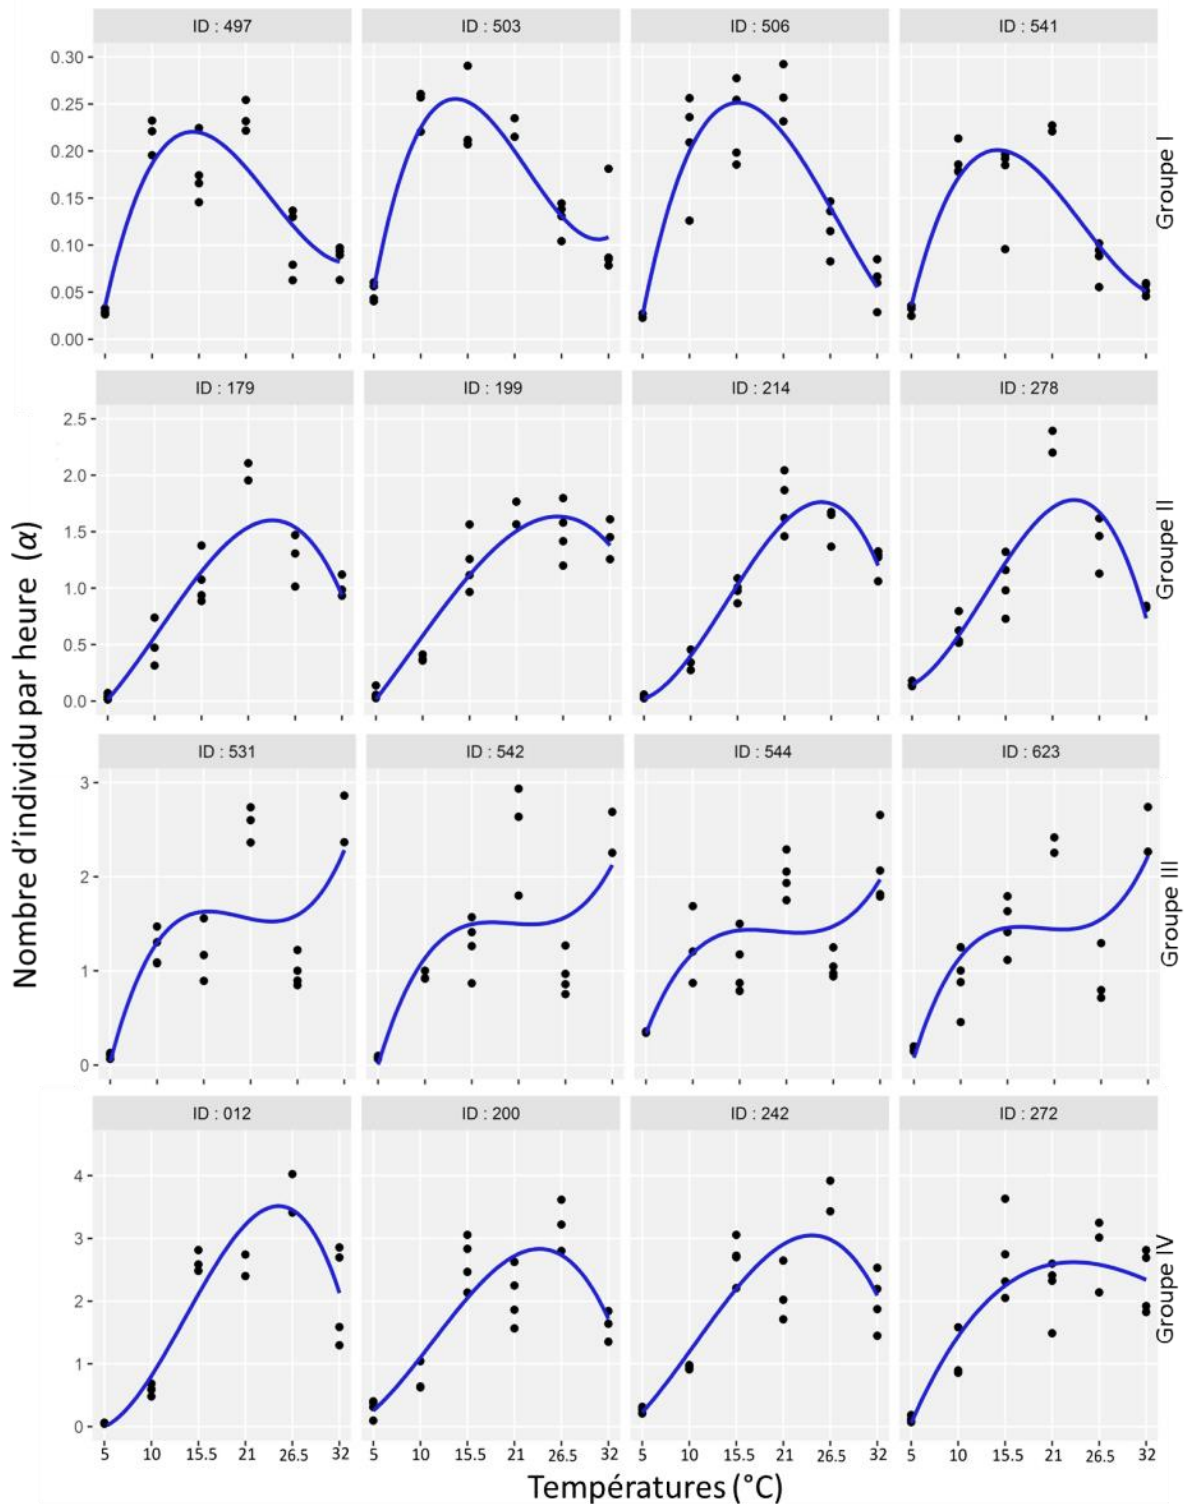 ID : 497
ID : 503
ID : 506
ID : 541
0.30
0.25
0.20
0.15
0.10
0.05
0.00
Groupe I
ID : 179
ID : 199
ID : 214
ID : 278
2.5
2.0
1.5
1.0
0.5
0.0
Groupe II
Nombre d'individu par heure (α)
ID : 531
ID : 542
ID : 544
ID : 623
3
2
1
0
Groupe III
ID : 012
ID : 200
ID : 242
ID : 272
4
3
2
1
0
Groupe IV
5 10 15.5 21 26.5 32
5 10 15.5 21 26.5 32
5 10 15.5 21 26.5 32
5 10 15.5 21 26.5 32
Températures (°C)